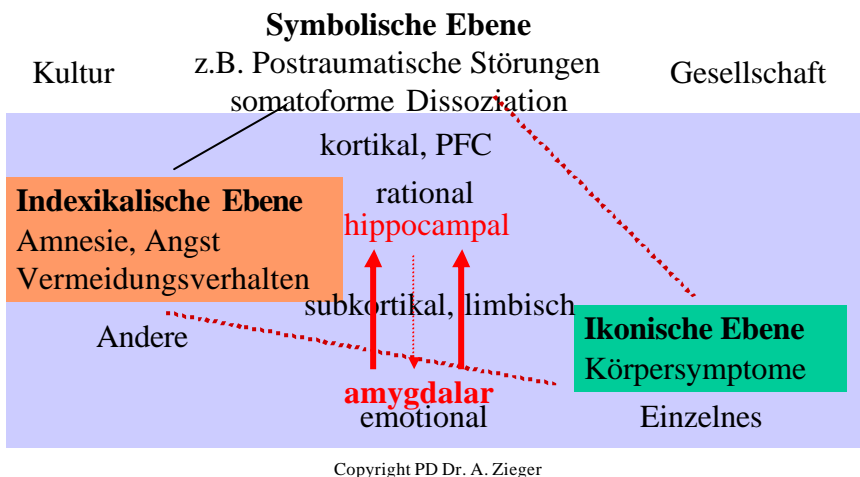 Symbolische Ebene
Kultur
z.B. Postraumatische Störungen
Gesellschaft
somatoforme Dissoziation
kortikal, PFC
rational
Indexikalische Ebene
Amnesie, Angst
Vermeidungsverhalten
hippocampal
subkortikal, limbisch
Andere
Ikonische Ebene
Körpersymptome
amygdalar
emotional
Einzelnes
Copyright PD Dr. A. Zieger